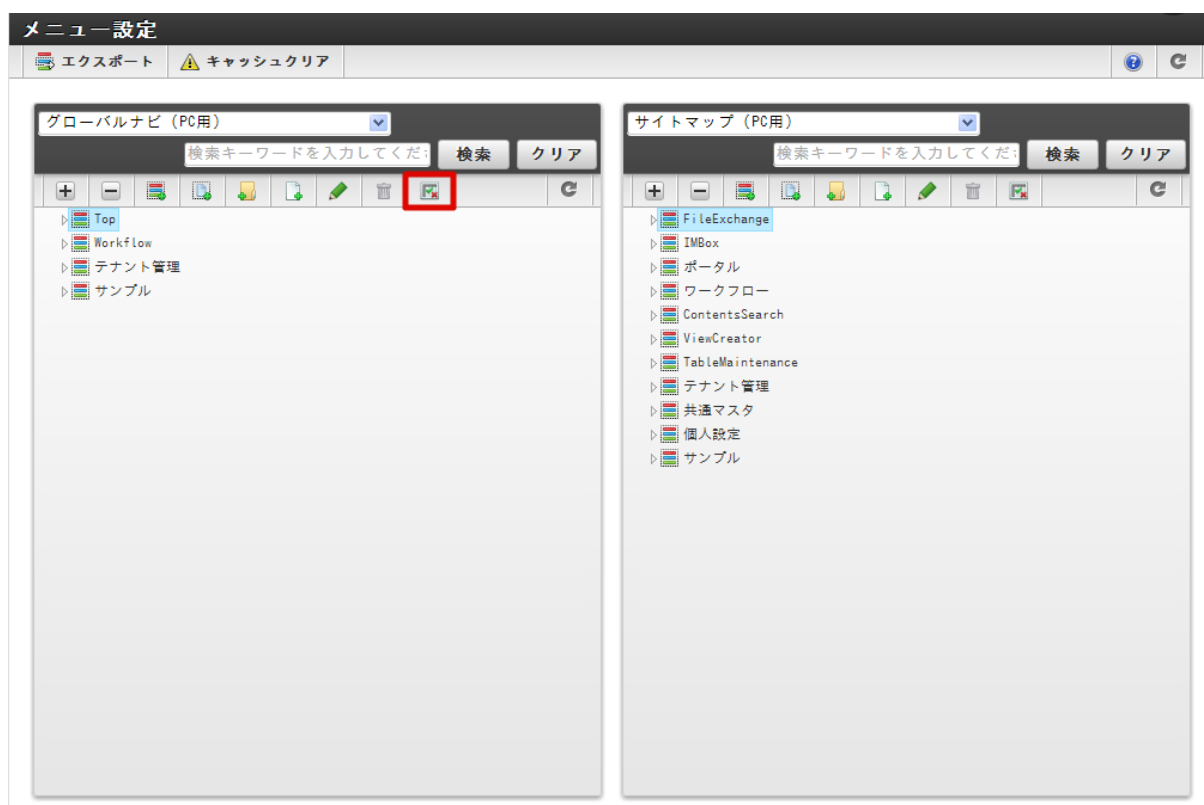 メニュー設定
エクスポート キャッシュクリア
グローバルナビ（PC用）
検索キーワードを入力してくだ 検索 クリア
Top
Workflow
テナント管理
サンプル
サイトマップ（PC用）
検索キーワードを入力してくだ 検索 クリア
FileExchange
IMBox
ポータル
ワークフロー
ContentsSearch
ViewCreator
TableMaintenance
テナント管理
共通マスタ
個人設定
サンプル